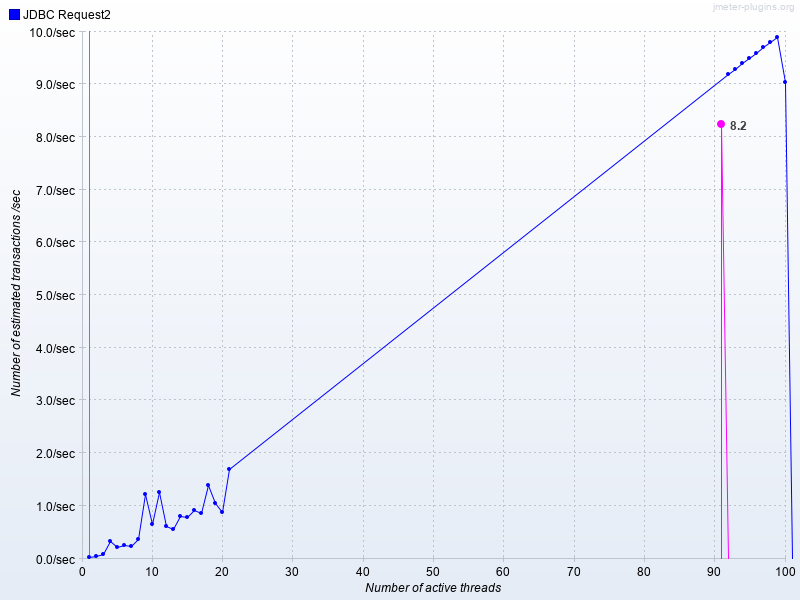 jmeter-plugins.org
JDBC Request2
10.0/sec
9.0/sec
8.0/sec
7.0/sec
6.0/sec
5.0/sec
4.0/sec
3.0/sec
2.0/sec
1.0/sec
0.0/sec
Number of estimated transactions /sec
8.2
0 10 20 30 40 50 60 70 80 90 100
Number of active threads